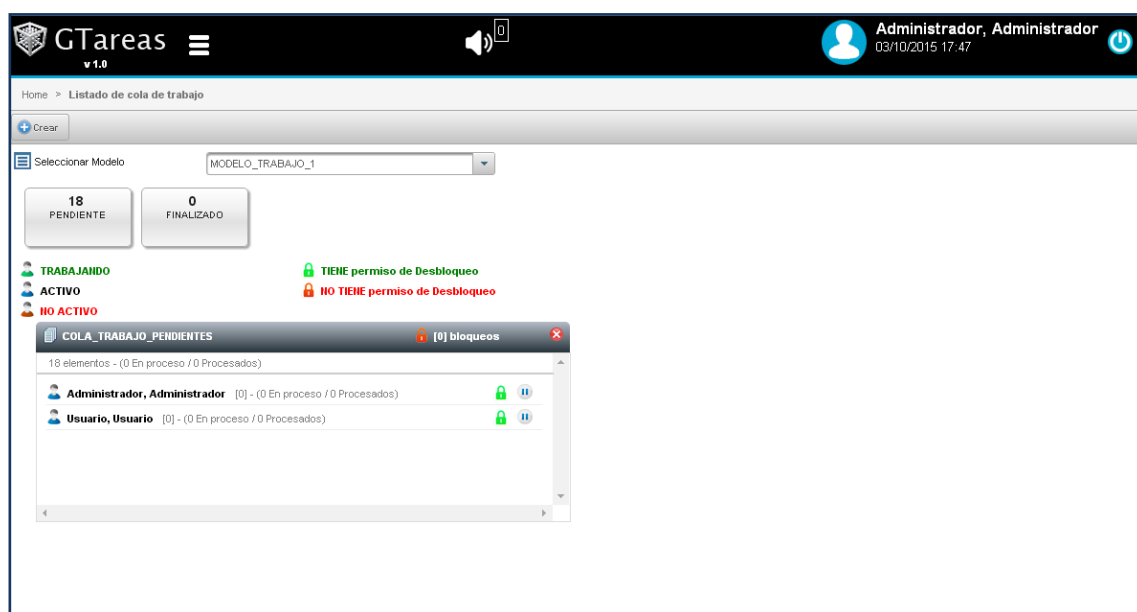 GTareas
v 1.0
0
Administrador, Administrador
03/10/2015 17:47
Home > Listado de cola de trabajo
Crear
Seleccionar Modelo
MODELO_TRABAJO_1
18
PENDIENTE
0
FINALIZADO
TRABAJANDO
TIENE permiso de Desbloqueo
ACTIVO
NO TIENE permiso de Desbloqueo
NO ACTIVO
COLA_TRABAJO_PENDIENTES [0] bloqueos
18 elementos - (0 En proceso / 0 Procesados)
Administrador, Administrador [0] - (0 En proceso / 0 Procesados)
Usuario, Usuario [0] - (0 En proceso / 0 Procesados)